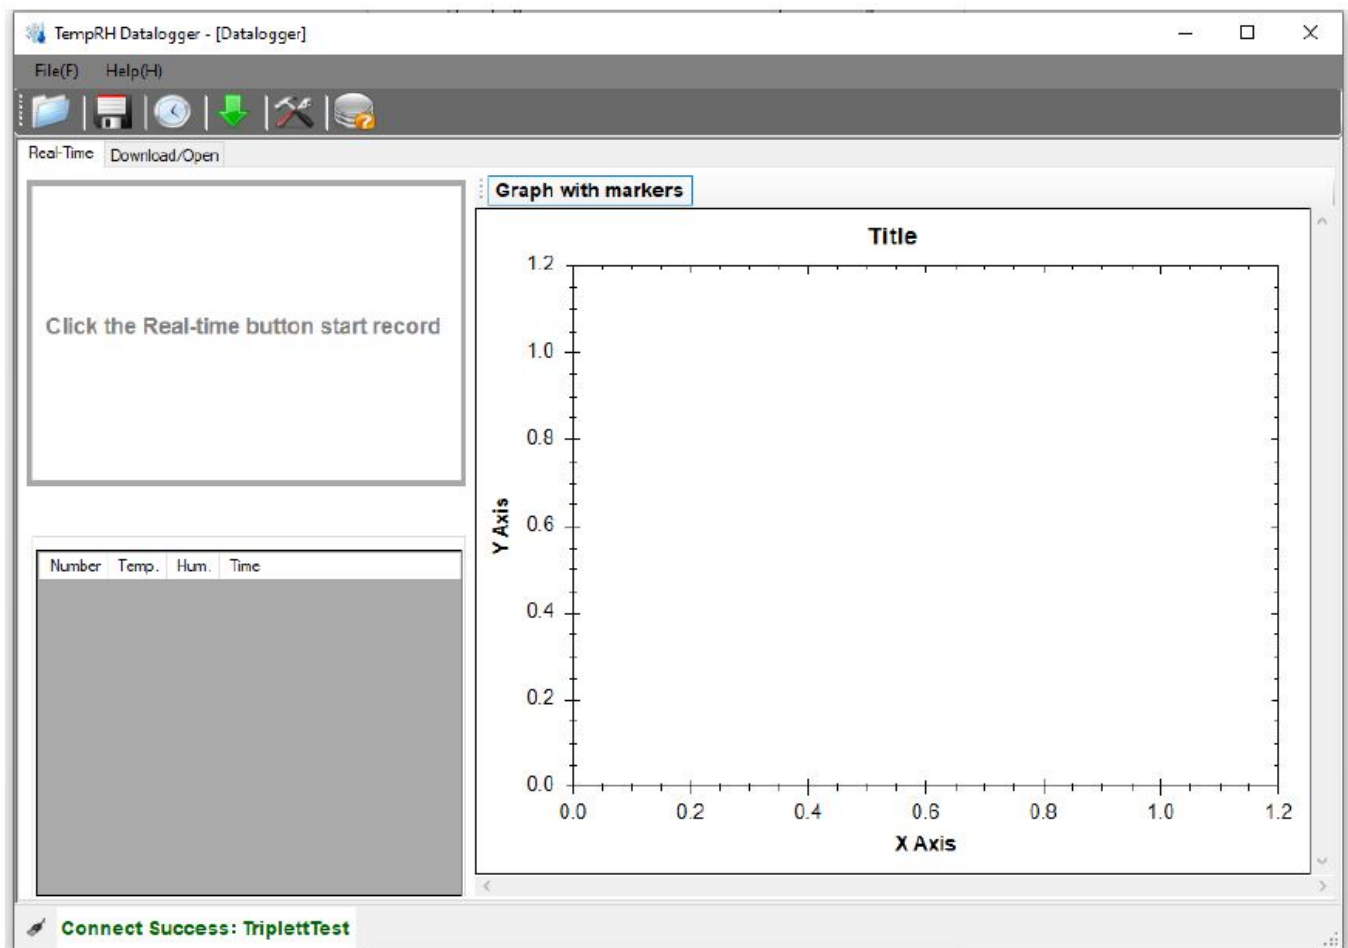 TempRH Datalogger - [Datalogger]
File(F) Help(H)
Real-Time Download/Open
Click the Real-time button start record
Number Temp. Hum. Time
Graph with markers
Title
1.2
1.0
0.8
0.6
0.4
0.2
0.0
Y Axis
0.0 0.2 0.4 0.6 0.8 1.0 1.2
X Axis
Connect Success: TriplettTest